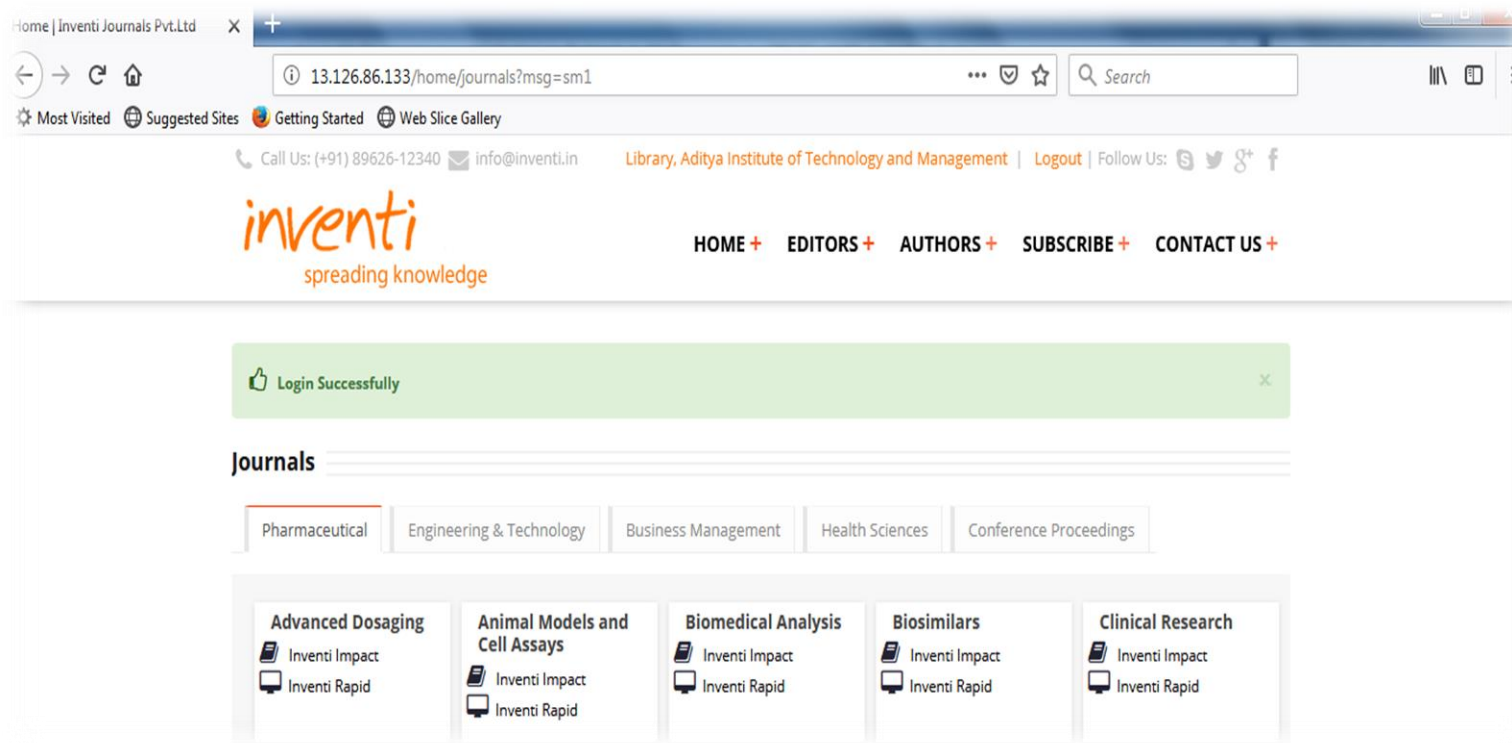 Home | Inventi Journals Pvt.Ltd X +
13.126.86.133/home/journals?msg=sm1 ••• Search
Most Visited Suggested Sites Getting Started Web Slice Gallery
Call Us: (+91) 89626-12340 info@inventi.in Library, Aditya Institute of Technology and Management | Logout | Follow Us:
inventi
spreading knowledge
HOME + EDITORS + AUTHORS + SUBSCRIBE + CONTACT US +
Login Successfully x
Journals
Pharmaceutical Engineering & Technology Business Management Health Sciences Conference Proceedings
Advanced Dosaging
Inventi Impact
Inventi Rapid
Animal Models and
Cell Assays
Inventi Impact
Inventi Rapid
Biomedical Analysis
Inventi Impact
Inventi Rapid
Biosimilars
Inventi Impact
Inventi Rapid
Clinical Research
Inventi Impact
Inventi Rapid